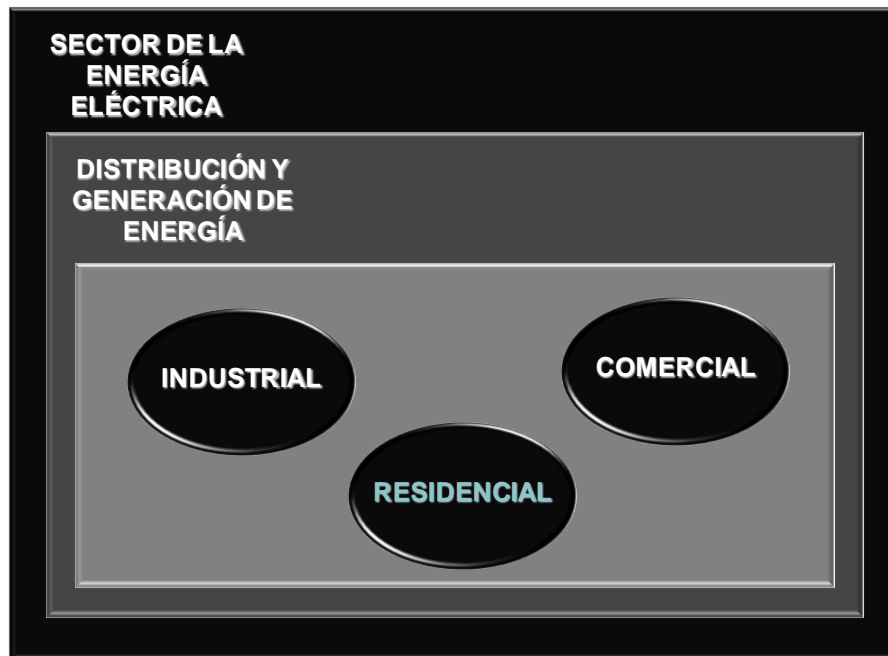 SECTOR DE LA
ENERGÍA
ELÉCTRICA
DISTRIBUCIÓN Y
GENERACIÓN DE
ENERGÍA
INDUSTRIAL
COMERCIAL
RESIDENCIAL